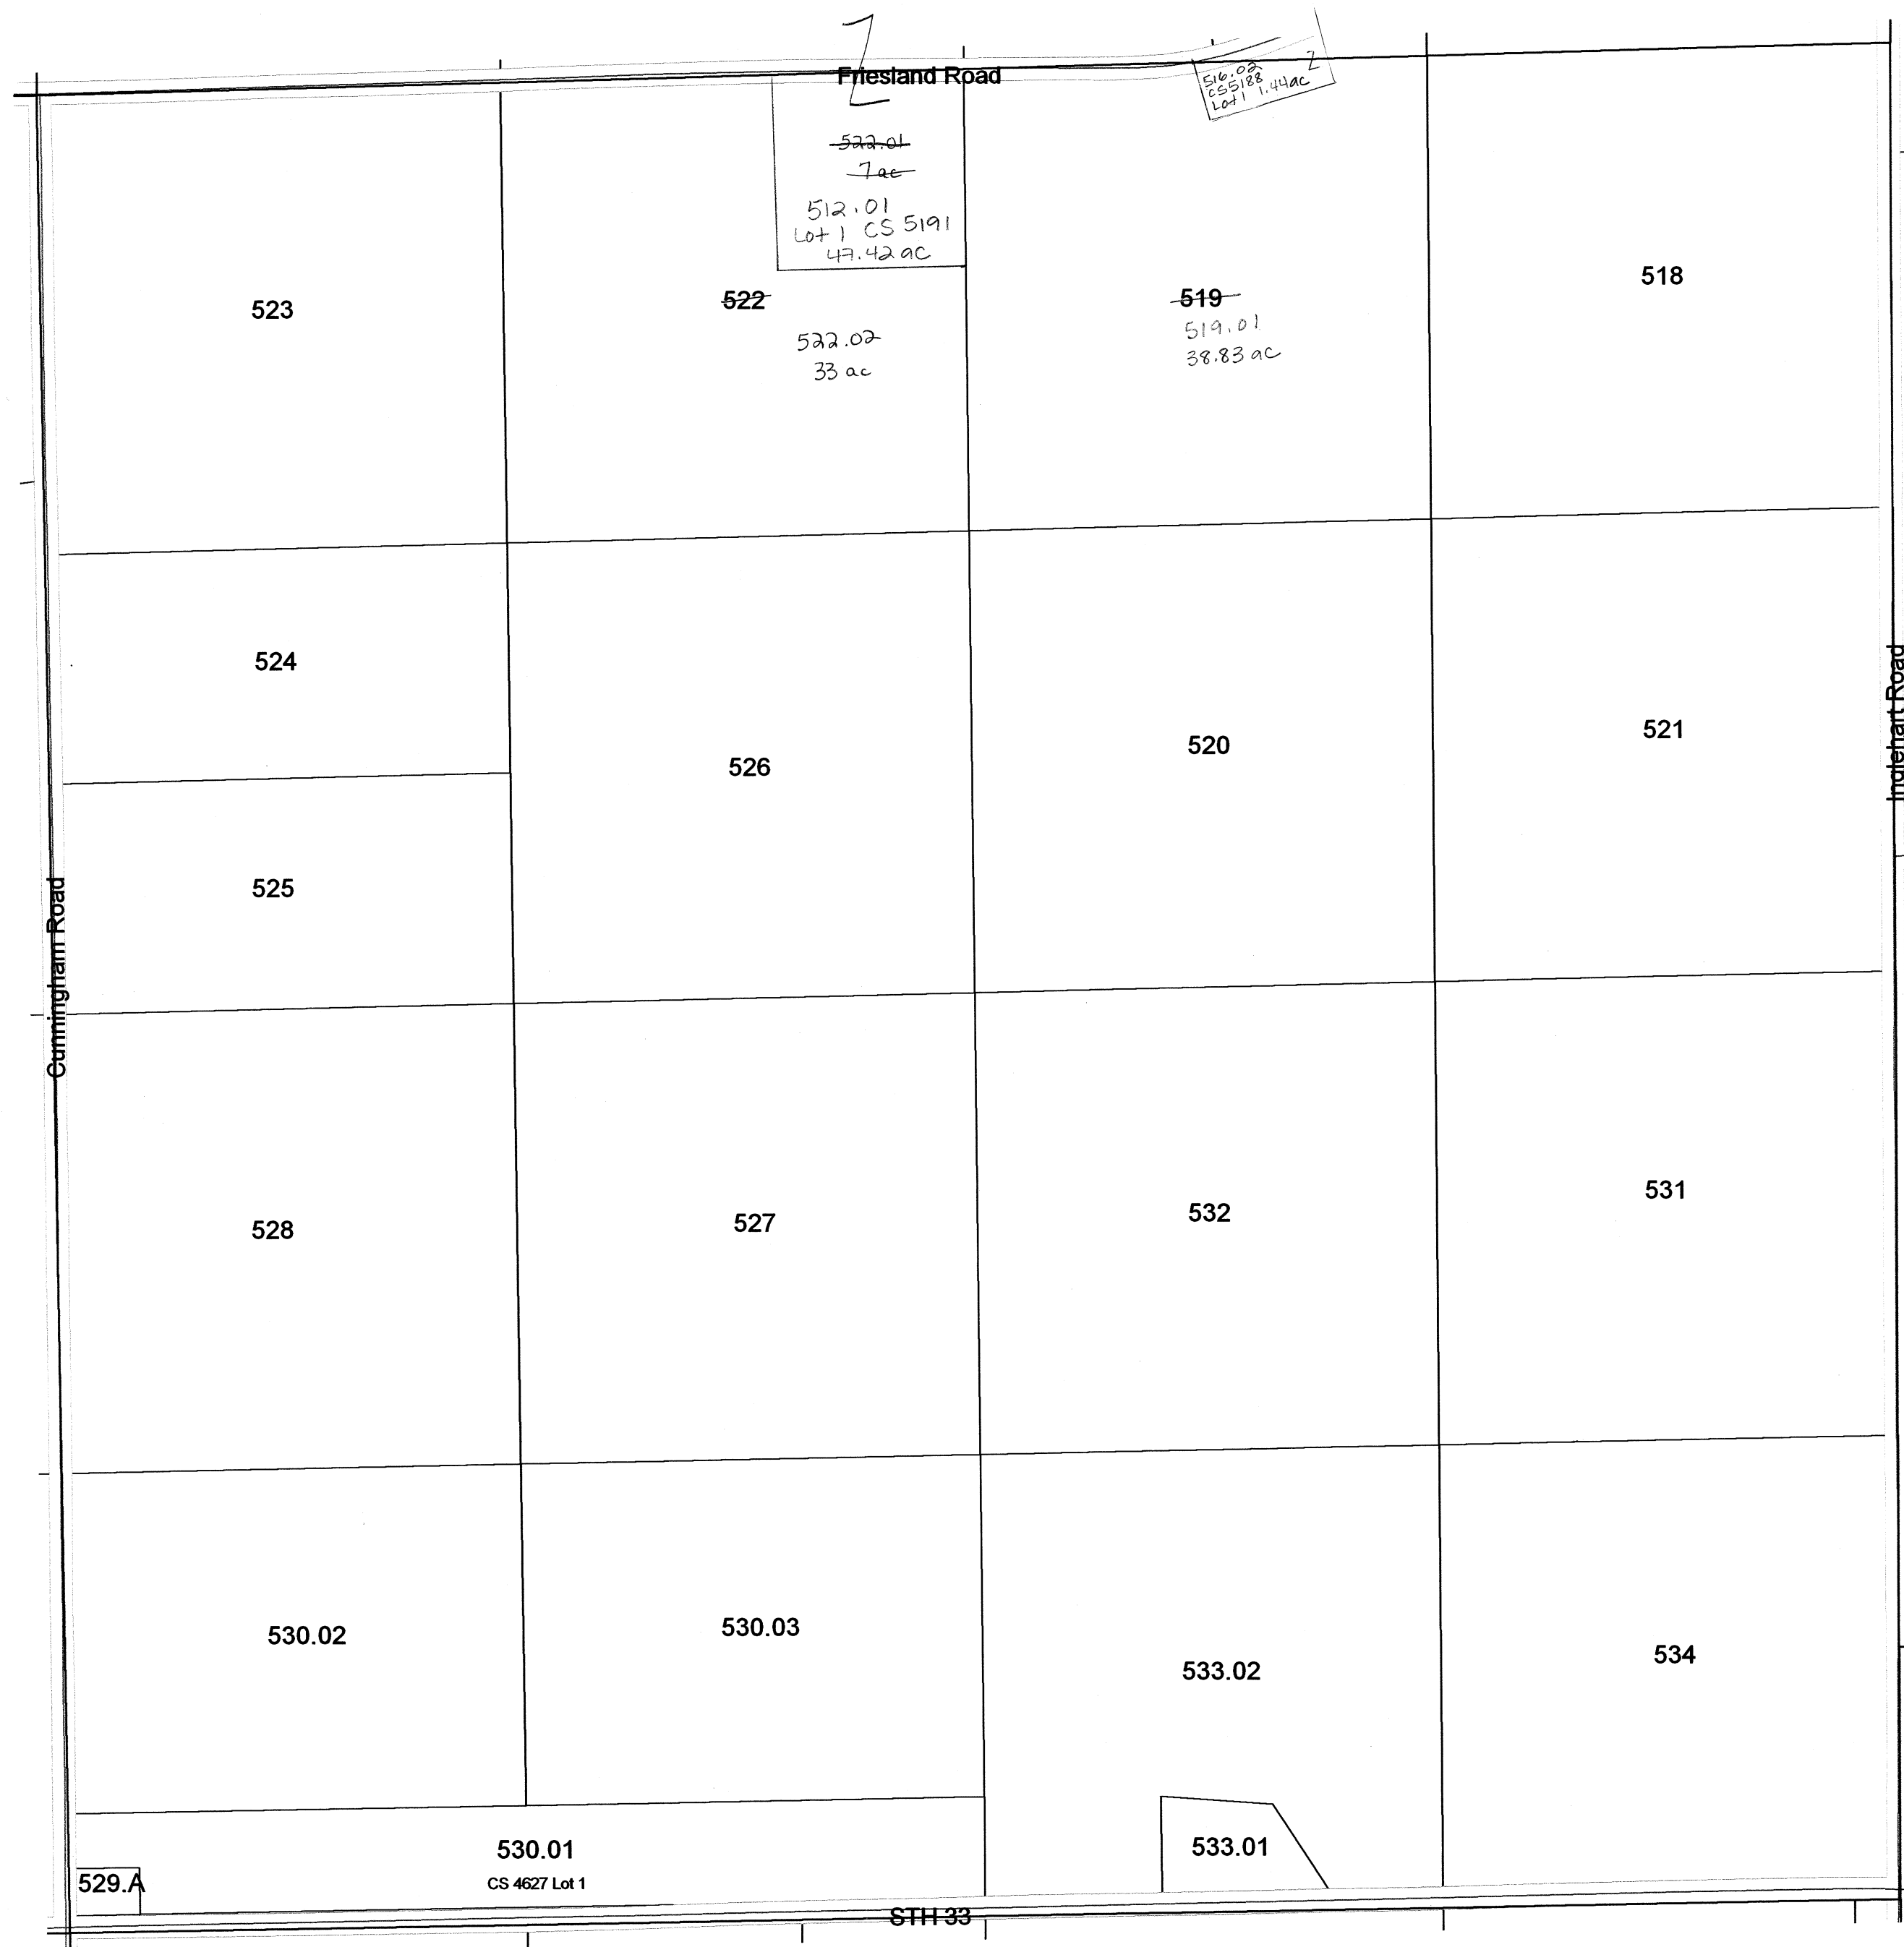 Z
Friesland Road
516.02 Z
CS5188
Lot 1 1.44ac
522.01
7 ac
512.01
Lot 1 CS 5191
47.42 ac
523
522
522.02
33 ac
519
519.01
38.83 ac
518
524
525
526
520
521
Inglehart Road
Cunningham Road
528
527
532
531
530.02
530.03
533.02
534
530.01
CS 4627 Lot 1
529.A
533.01
STH 33